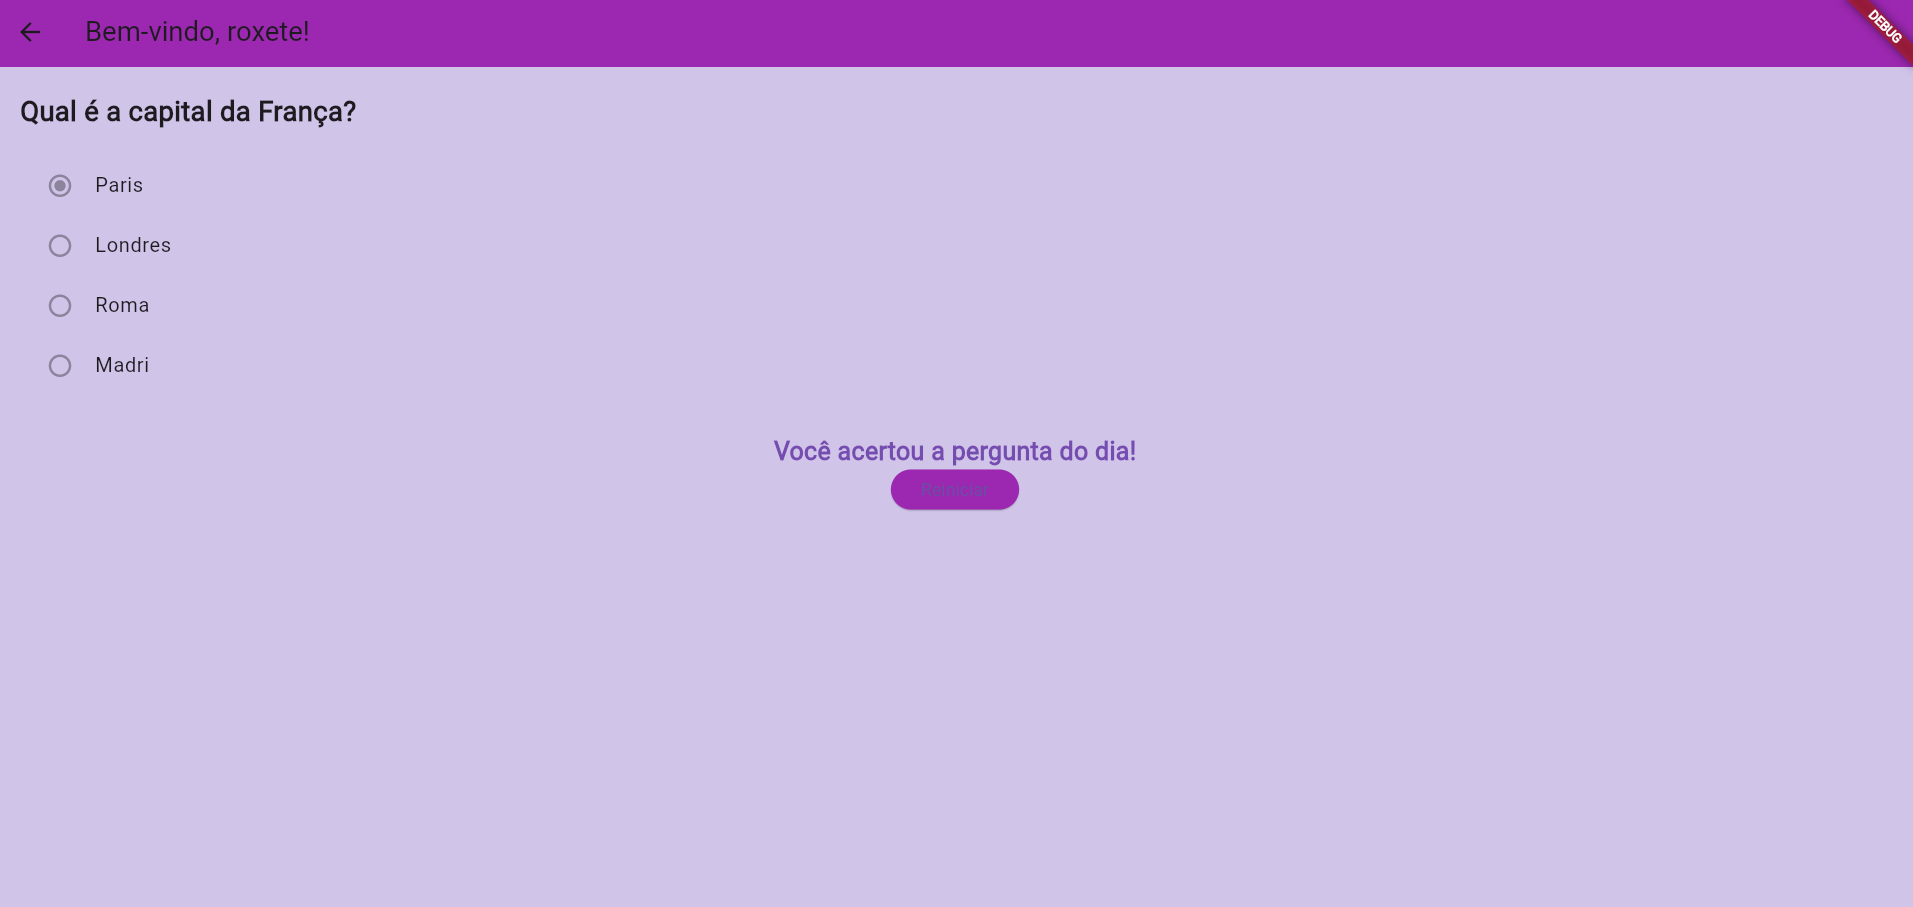 Bem-vindo, roxete!
DEBUG
Qual é a capital da França?
Paris
Londres
Roma
Madri
Você acertou a pergunta do dia!
Reiniciar